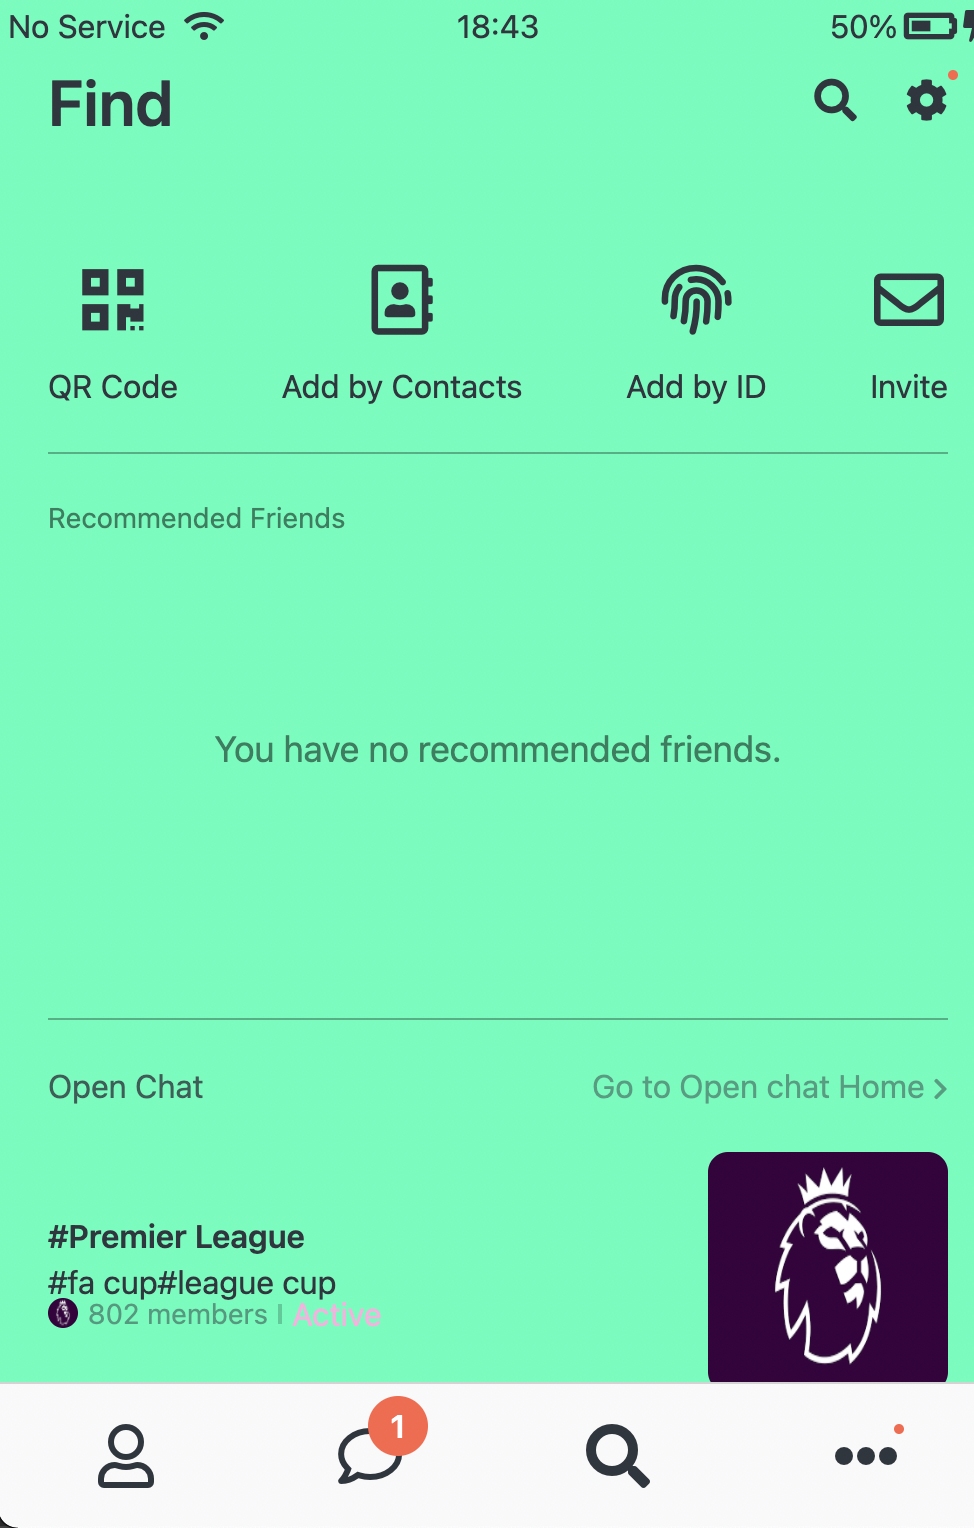 No Service 18:43 50%
Find
QR Code Add by Contacts Add by ID Invite
Recommended Friends
You have no recommended friends.
Open Chat Go to Open chat Home
#Premier League
#fa cup#league cup
802 members | Active
1